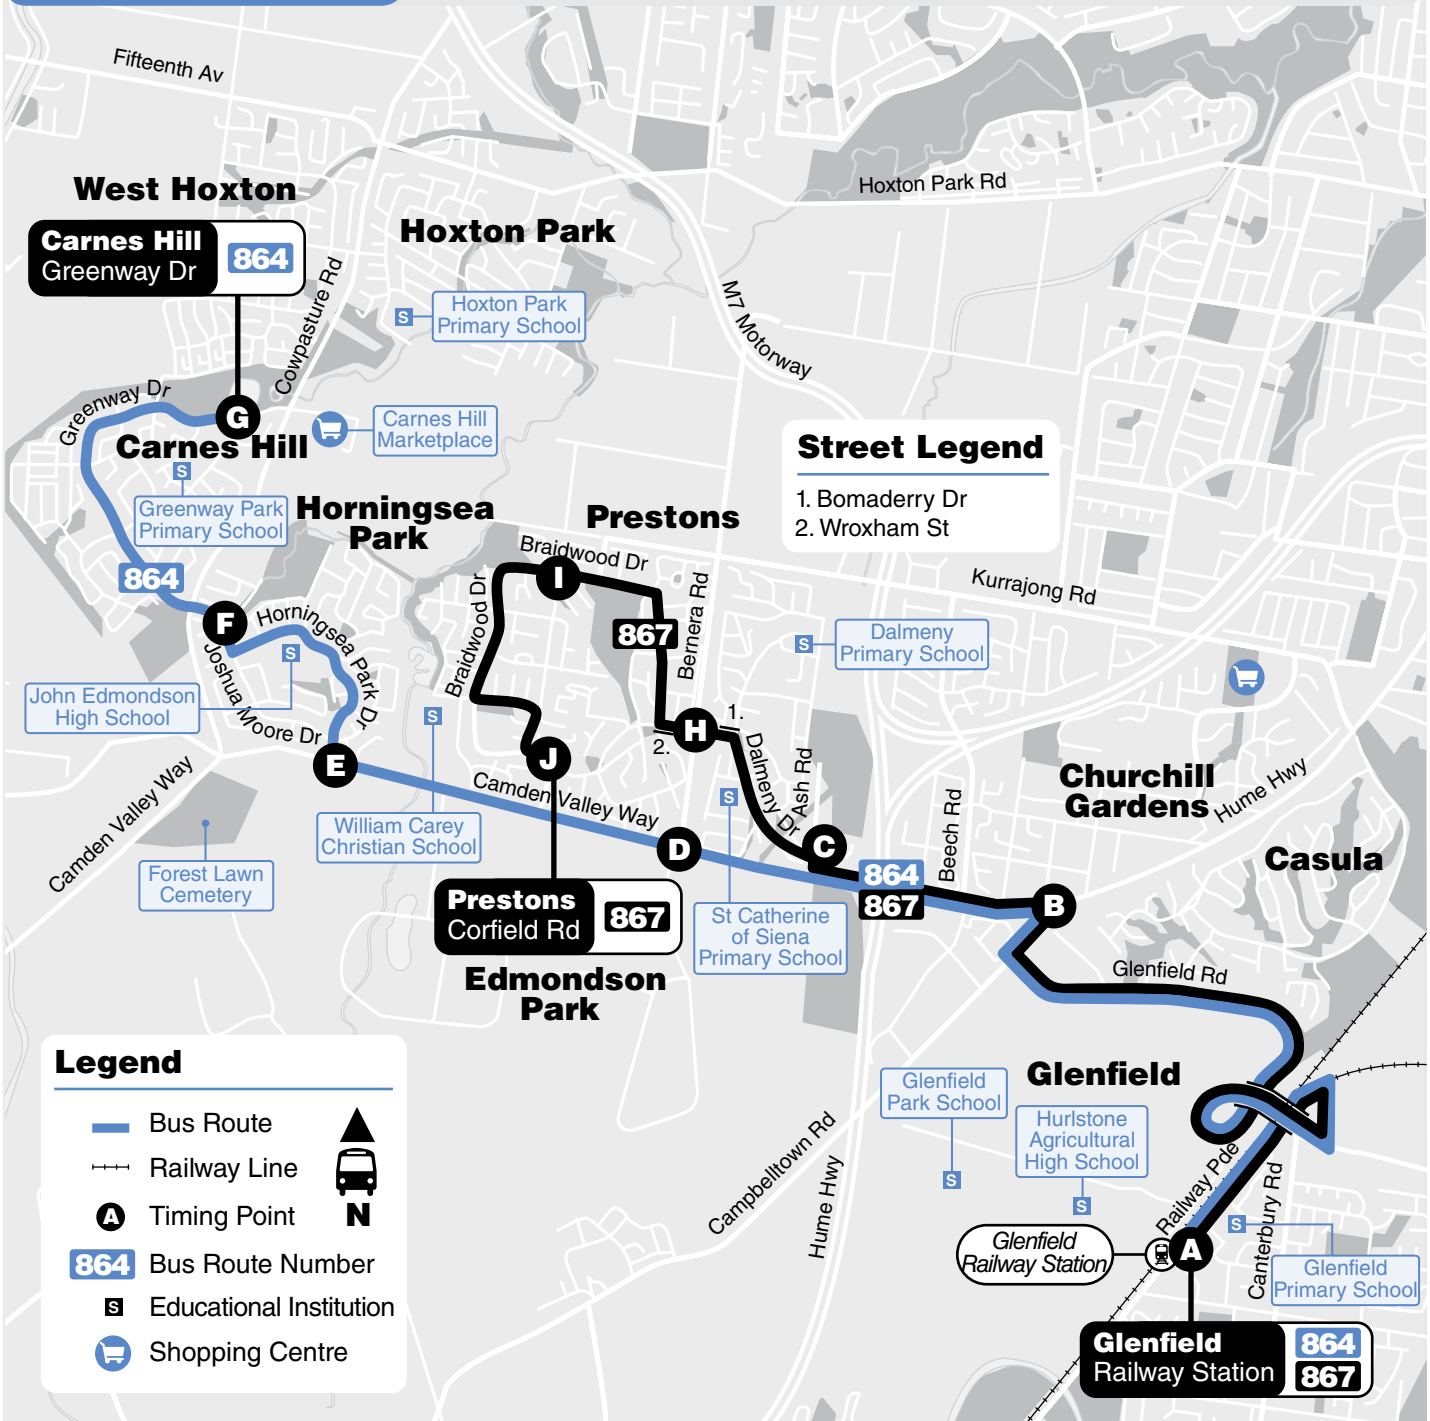 Fifteenth Av
West Hoxton
Carnes Hill
Greenway Dr
864
Hoxton Park
Hoxton Park Rd
Cowpasture Rd
Hoxton Park
Primary School
M7 Motorway
Greenway Dr
G
Carnes Hill
Carnes Hill
Marketplace
S
S
Greenway Park
Primary School
Horningsea
Park
Prestons
Street Legend
1. Bomaderry Dr
2. Wroxham St
Braidwood Dr
Kurrajong Rd
864
I
Braidwood Dr
Bernera Rd
F
Horningsea Park Dr
867
S
Dalmeny
Primary School
S
Joshua Moore Dr
John Edmondson
High School
S
H
1.
2.
E
J
Dalmeny Dr
Ash Rd
Camden Valley Way
Camden Valley Way
S
Churchill
Gardens
Hume Hwy
Beech Rd
William Carey
Christian School
D
C
Casula
Forest Lawn
Cemetery
864
867
B
Prestons
Corfield Rd
867
St Catherine
of Siena
Primary School
Edmondson
Park
Glenfield Rd
Glenfield
Glenfield
Park School
Hurlstone
Agricultural
High School
S
S
Campbelltown Rd
Hume Hwy
Railway Pde
Canterbury Rd
S
Glenfield
Railway Station
A
Glenfield
Primary School
Glenfield
Railway Station
864
867
Legend
Bus Route
Railway Line
A
Timing Point
N
864
Bus Route Number
S
Educational Institution
Shopping Centre